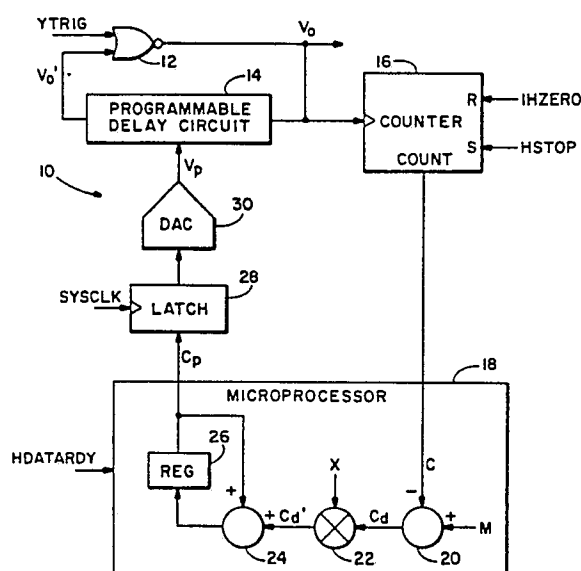 YTRIG
Vo
12
Vo'
14
16
PROGRAMMABLE
DELAY CIRCUIT
R
IHZERO
COUNTER
S
HSTOP
COUNT
Vp
10
30
DAC
28
SYSCLK
LATCH
Cp
18
MICROPROCESSOR
26
HDATARDY
REG
X
C
+
+
Cd'
Cd
-
+
M
24
22
20